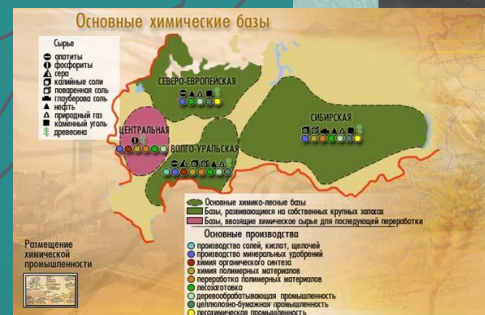 Основные химические базы
Сырье
апатиты
фосфориты
сера
калийные соли
поваренная соль
глауберова соль
нефть
природный газ
каменный уголь
древесина
СЕВЕРО-ЕВРОПЕЙСКАЯ
ЦЕНТРАЛЬНАЯ
ВОЛГО-УРАЛЬСКАЯ
СИБИРСКАЯ
Основные химико-лесные базы
Базы, развивающиеся на собственных крупных запасах
Базы, ввозящие химическое сырье для последующей переработки
Основные производства
производство солей, кислот, щелочей
производство минеральных удобрений
химия органического синтеза
химия полимерных материалов
переработка полимерных материалов
лесозаготовка
деревообрабатывающая промышленность
целлюлозно-бумажная промышленность
лесохимическая промышленность
Размещение
химической
промышленности